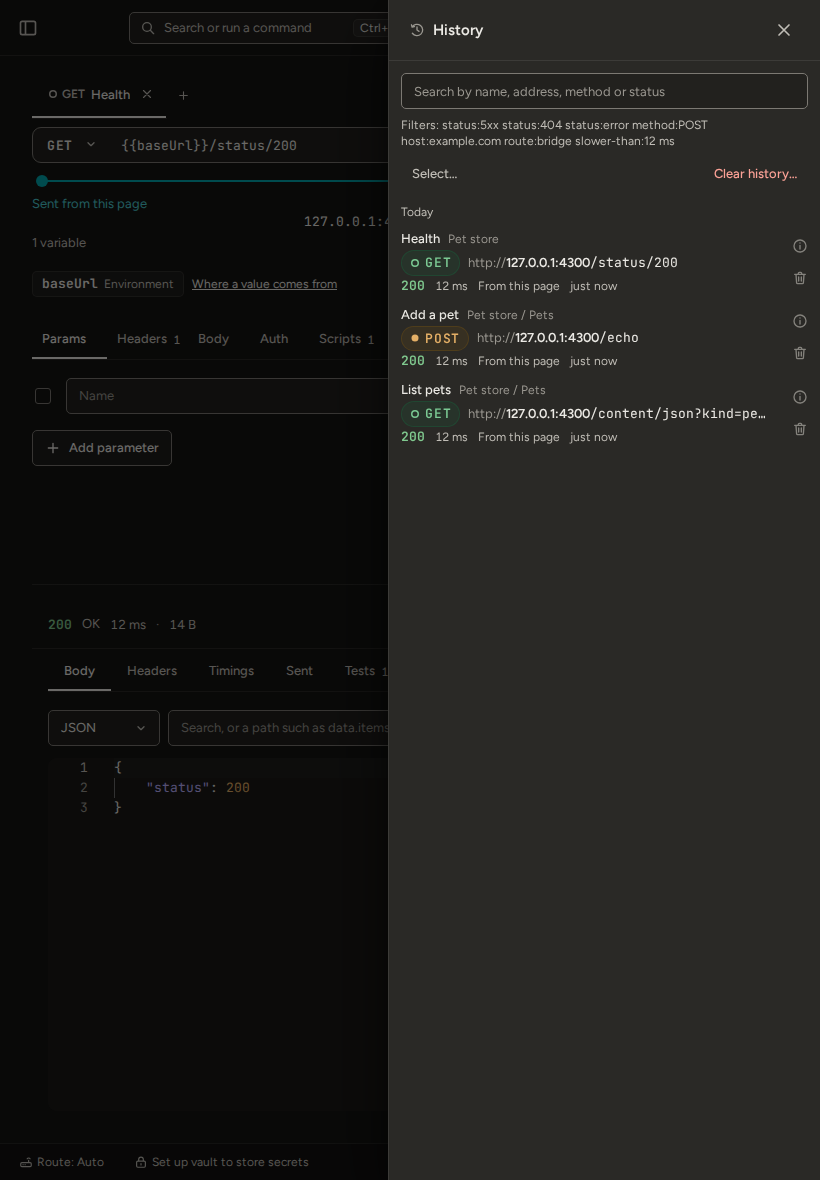 Search or run a command Ctrl+
GET Health
GET {{baseUrl}}/status/200
Sent from this page
127.0.0.1:4
1 variable
baseUrl Environment Where a value comes from
Params Headers 1 Body Auth Scripts 1
Name
Add parameter
200 OK 12 ms · 14 B
Body Headers Timings Sent Tests 1
JSON Search, or a path such as data.items
1 {
2 "status": 200
3 }
Route: Auto Set up vault to store secrets
History
Search by name, address, method or status
Filters: status:5xx status:404 status:error method:POST
host:example.com route:bridge slower-than:12 ms
Select... Clear history...
Today
Health Pet store
GET http://127.0.0.1:4300/status/200
200 12 ms From this page just now
Add a pet Pet store / Pets
POST http://127.0.0.1:4300/echo
200 12 ms From this page just now
List pets Pet store / Pets
GET http://127.0.0.1:4300/content/json?kind=pe…
200 12 ms From this page just now